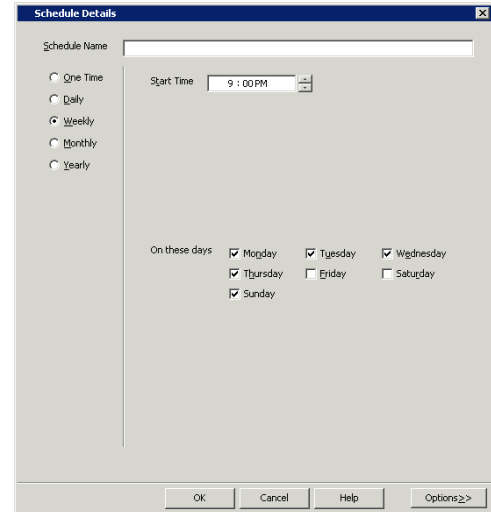 Schedule Details
Schedule Name
One Time
Daily
Weekly
Monthly
Yearly
Start Time 9 : 00 PM
On these days Monday Tuesday Wednesday
Thursday Friday Saturday
Sunday
OK Cancel Help Options>>